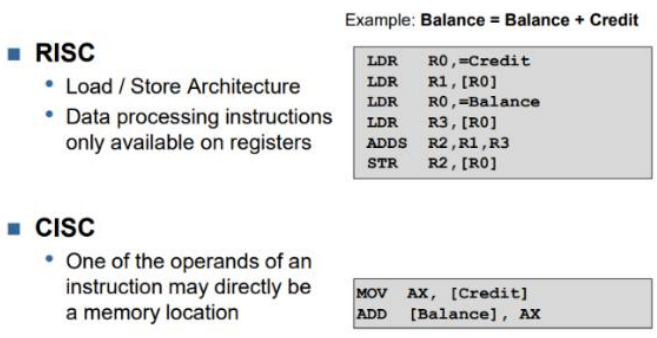 Example: Balance = Balance + Credit
■ RISC
• Load / Store Architecture
• Data processing instructions
only available on registers
LDR R0,=Credit
LDR R1,[R0]
LDR R0,=Balance
LDR R3,[R0]
ADDS R2,R1,R3
STR R2,[R0]
■ CISC
• One of the operands of an
instruction may directly be
a memory location
MOV AX, [Credit]
ADD [Balance], AX